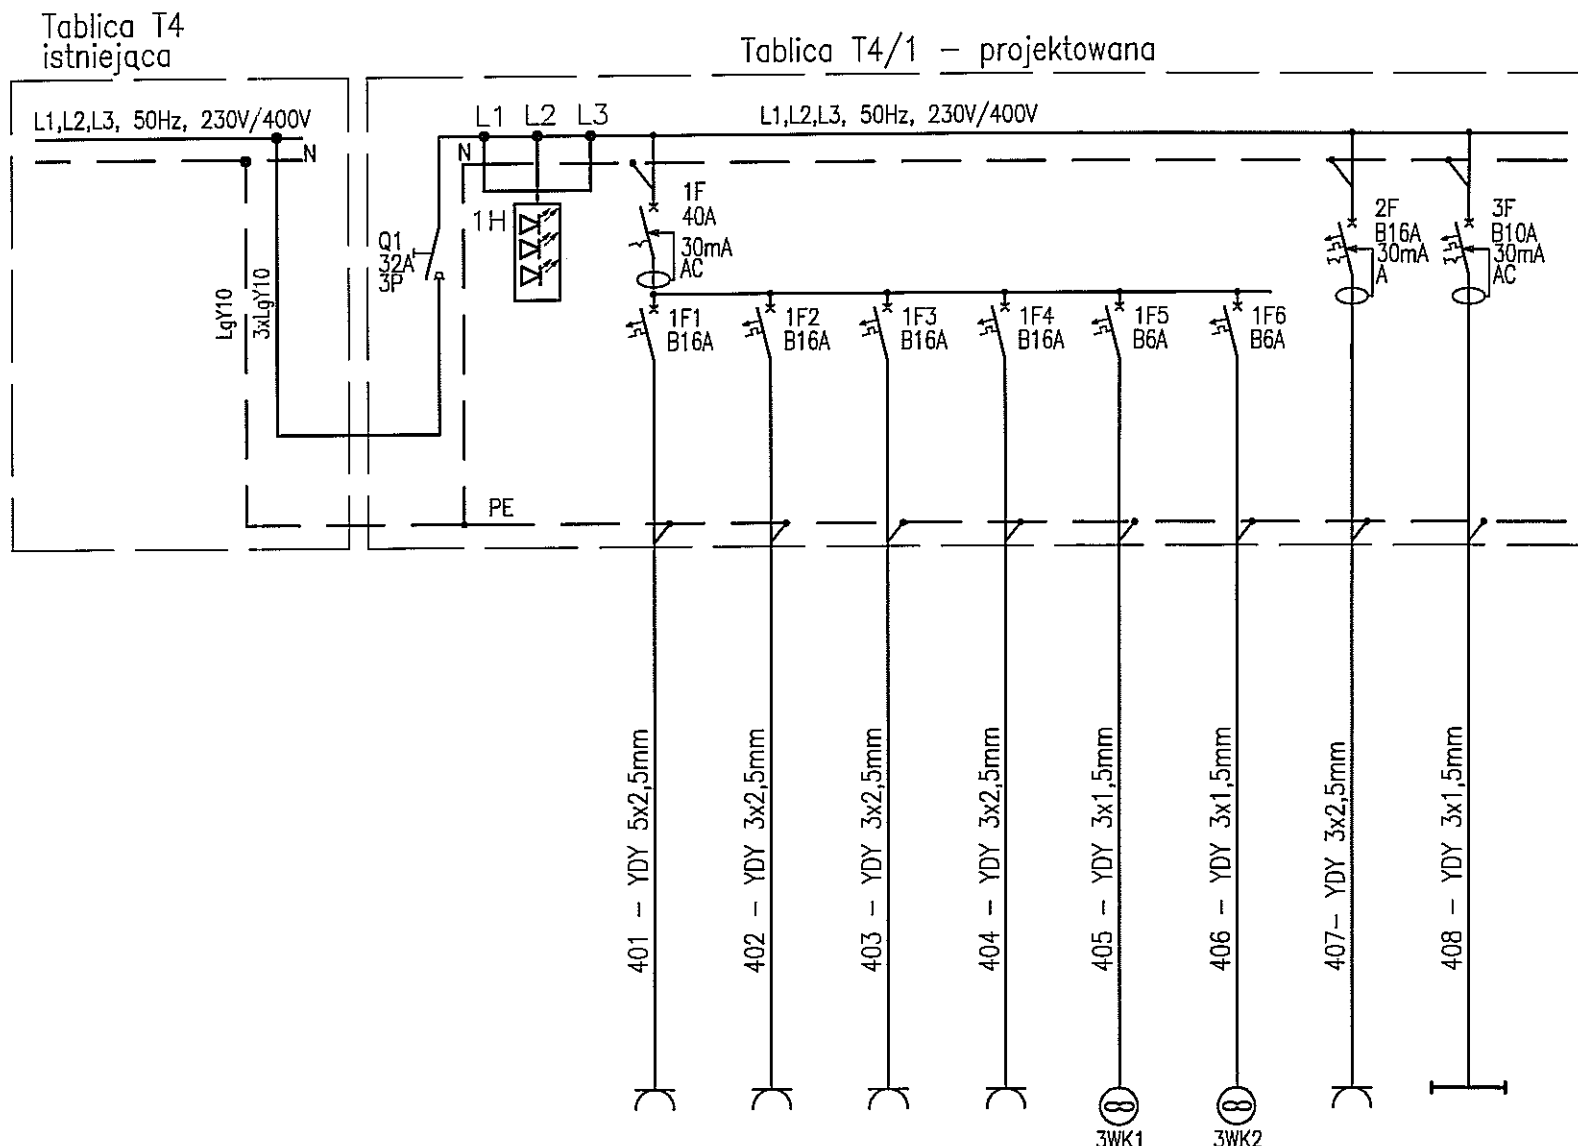 Tablica T4
istniejąca
Tablica T4/1 – projektowana
L1,L2,L3, 50Hz, 230V/400V
N
L1 L2 L3
L1,L2,L3, 50Hz, 230V/400V
N
1H
Q1
32A
3P
LgY10
3xLgY10
1F
40A
30mA
AC
2F
B16A
30mA
A
3F
B10A
30mA
AC
1F1
B16A
1F2
B16A
1F3
B16A
1F4
B16A
1F5
B6A
1F6
B6A
PE
401 – YDY 5x2,5mm
402 – YDY 3x2,5mm
403 – YDY 3x2,5mm
404 – YDY 3x2,5mm
405 – YDY 3x1,5mm
406 – YDY 3x1,5mm
407– YDY 3x2,5mm
408 – YDY 3x1,5mm
3WK1
3WK2